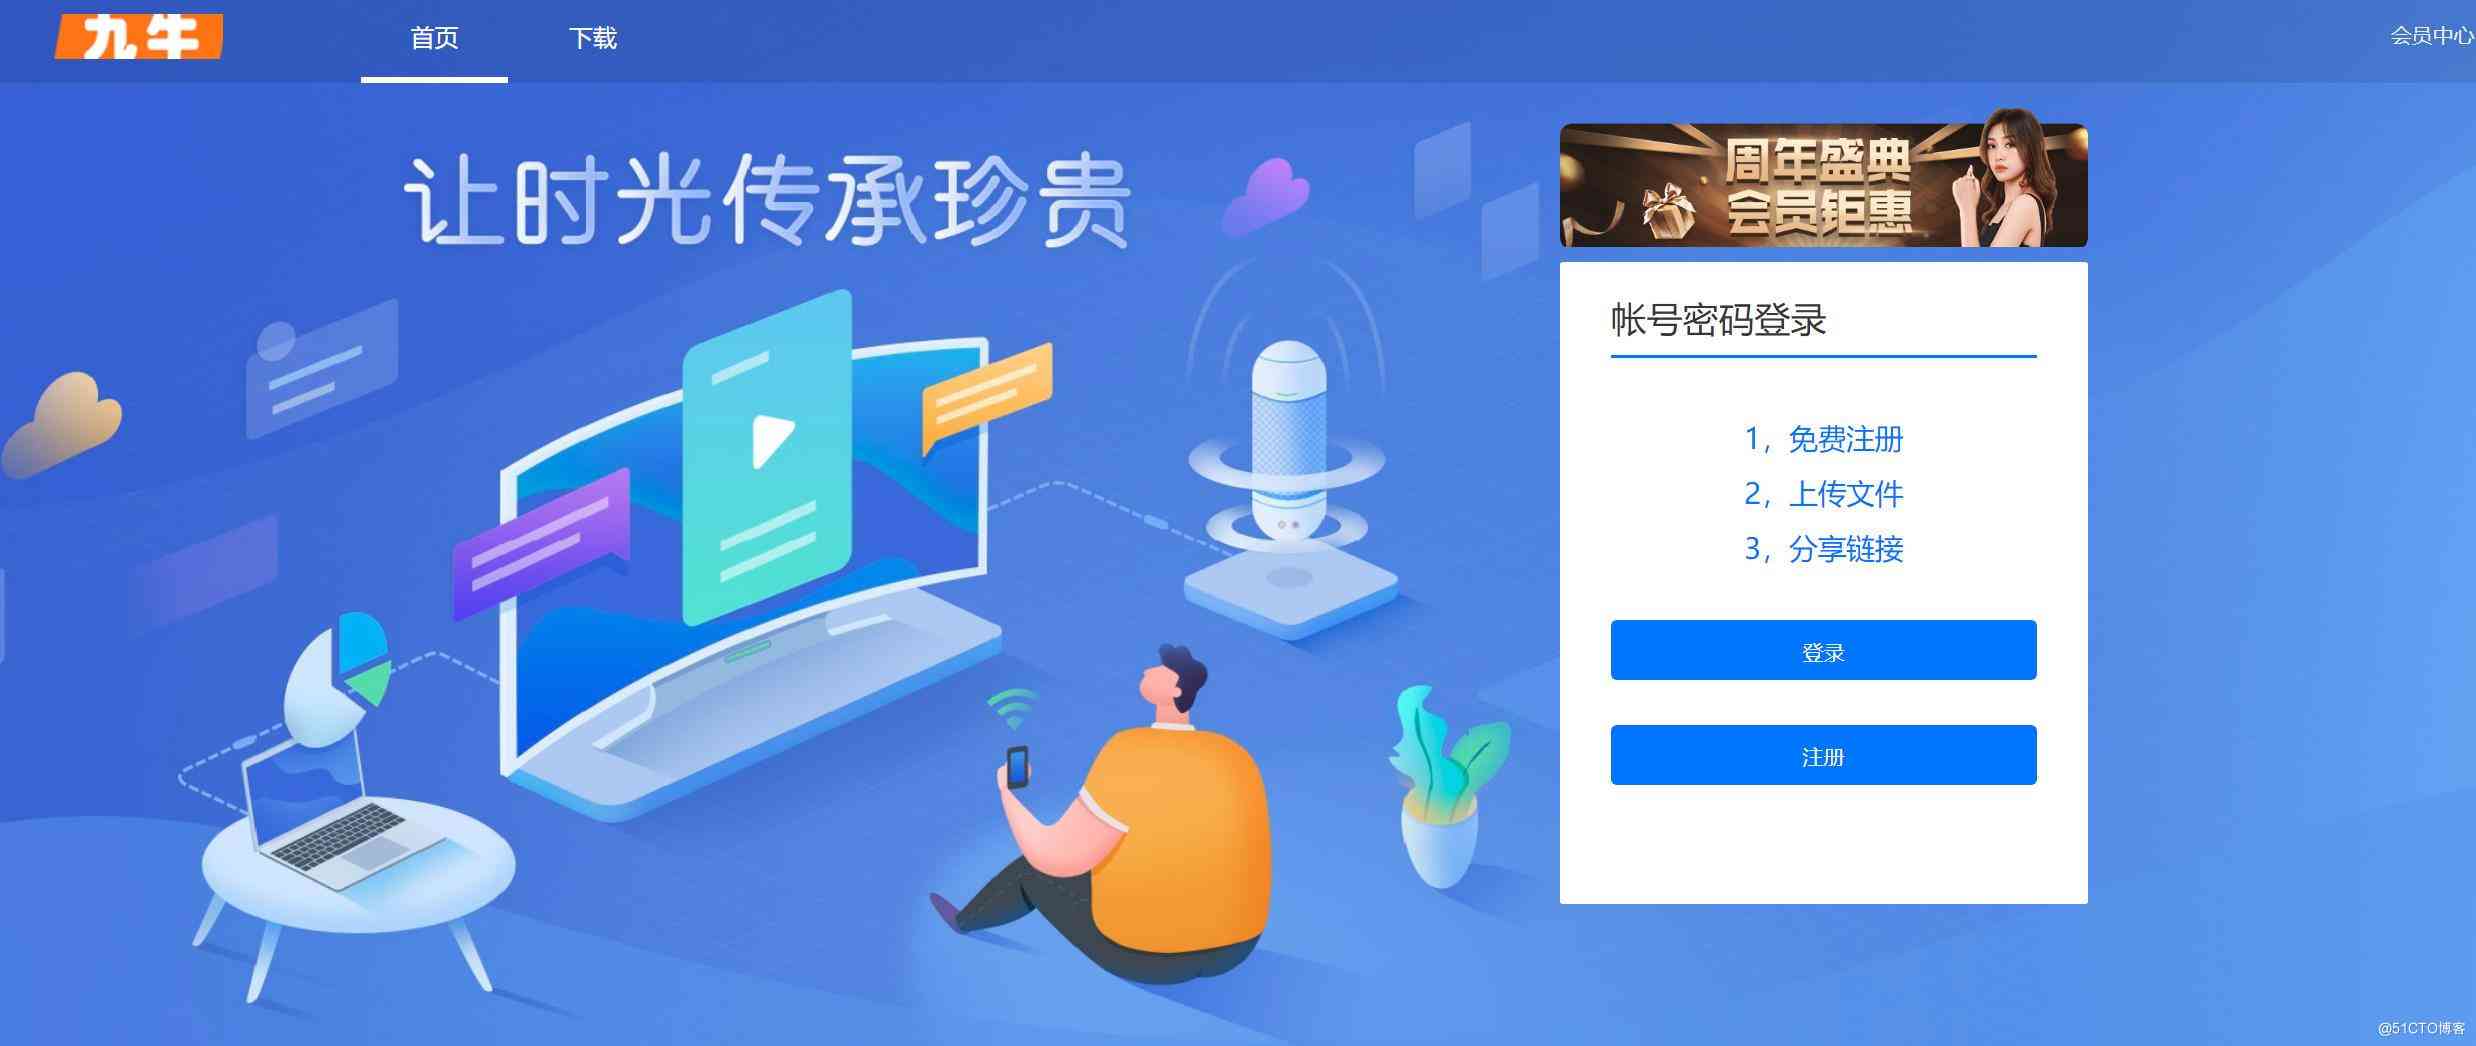 九牛
首页
下载
会员中心
让时光传承珍贵
周年盛典
会员钜惠
帐号密码登录
1，免费注册
2，上传文件
3，分享链接
登录
注册
@51CTO博客